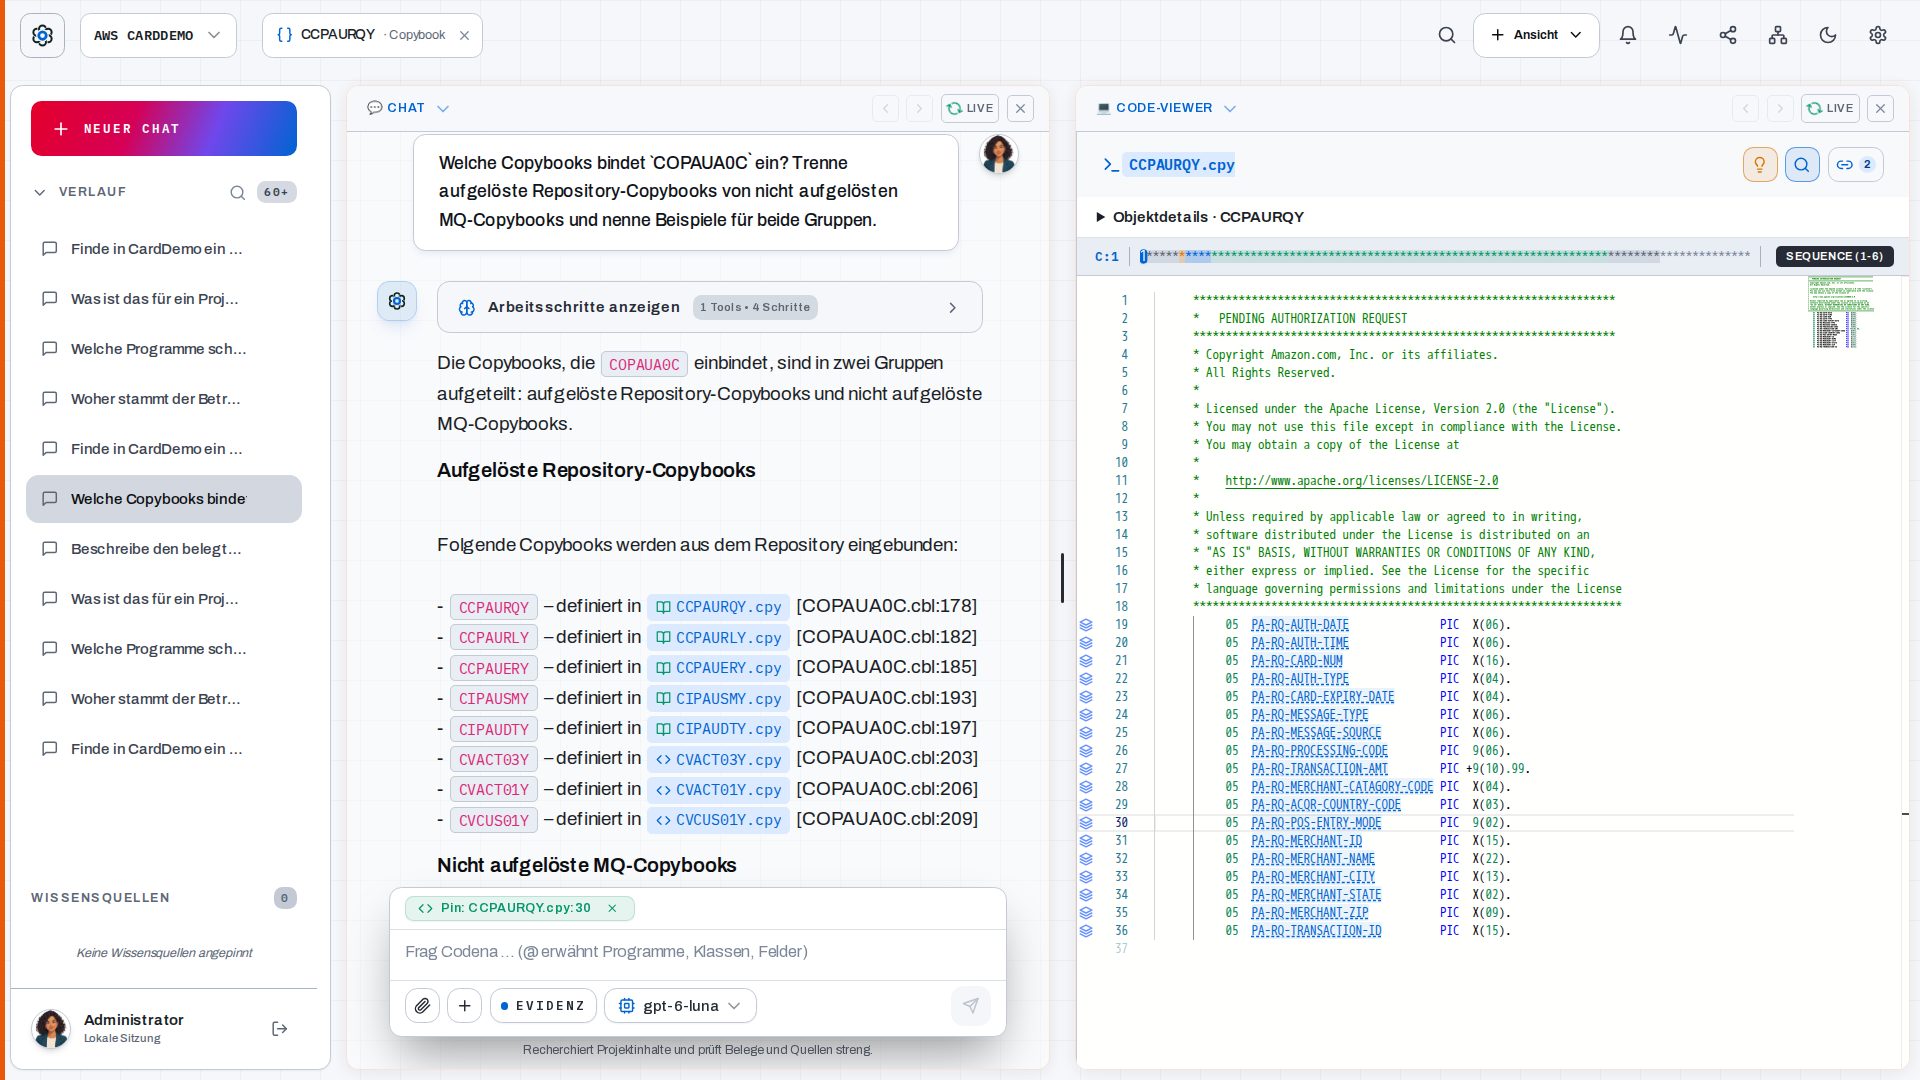 AWS CARDDEMO
CCPAURQY · Copybook
Ansicht
NEUER CHAT
VERLAUF 60+
Finde in CardDemo ein ...
Was ist das für ein Proj...
Welche Programme sch...
Woher stammt der Betr...
Finde in CardDemo ein ...
Welche Copybooks binde
Beschreibe den belegt...
Was ist das für ein Proj...
Welche Programme sch...
Woher stammt der Betr...
Finde in CardDemo ein ...
WISSENSQUELLEN 0
Keine Wissensquellen angepinnt
Administrator
Lokale Sitzung
CHAT LIVE
Welche Copybooks bindet `COPAUA0C` ein? Trenne
aufgelöste Repository-Copybooks von nicht aufgelösten
MQ-Copybooks und nenne Beispiele für beide Gruppen.
Arbeitsschritte anzeigen 1 Tools • 4 Schritte
Die Copybooks, die COPAUA0C einbindet, sind in zwei Gruppen
aufgeteilt: aufgelöste Repository-Copybooks und nicht aufgelöste
MQ-Copybooks.
Aufgelöste Repository-Copybooks
Folgende Copybooks werden aus dem Repository eingebunden:
- CCPAURQY – definiert in CCPAURQY.cpy [COPAUA0C.cbl:178]
- CCPAURLY – definiert in CCPAURLY.cpy [COPAUA0C.cbl:182]
- CCPAUERY – definiert in CCPAUERY.cpy [COPAUA0C.cbl:185]
- CIPAUSMY – definiert in CIPAUSMY.cpy [COPAUA0C.cbl:193]
- CIPAUDTY – definiert in CIPAUDTY.cpy [COPAUA0C.cbl:197]
- CVACT03Y – definiert in CVACT03Y.cpy [COPAUA0C.cbl:203]
- CVACT01Y – definiert in CVACT01Y.cpy [COPAUA0C.cbl:206]
- CVCUS01Y – definiert in CVCUS01Y.cpy [COPAUA0C.cbl:209]
Nicht aufgelöste MQ-Copybooks
Pin: CCPAURQY.cpy:30
Frag Codena ... (@ erwähnt Programme, Klassen, Felder)
EVIDENZ gpt-6-luna
Recherchiert Projektinhalte und prüft Belege und Quellen streng.
CODE-VIEWER LIVE
CCPAURQY.cpy 2
Objektdetails · CCPAURQY
C:1 1 SEQUENCE (1-6)
1 *****************************************************************
2 * PENDING AUTHORIZATION REQUEST
3 *****************************************************************
4 * Copyright Amazon.com, Inc. or its affiliates.
5 * All Rights Reserved.
6 *
7 * Licensed under the Apache License, Version 2.0 (the "License").
8 * You may not use this file except in compliance with the License.
9 * You may obtain a copy of the License at
10 *
11 * http://www.apache.org/licenses/LICENSE-2.0
12 *
13 * Unless required by applicable law or agreed to in writing,
14 * software distributed under the License is distributed on an
15 * "AS IS" BASIS, WITHOUT WARRANTIES OR CONDITIONS OF ANY KIND,
16 * either express or implied. See the License for the specific
17 * language governing permissions and limitations under the License
18 ******************************************************************
19 05 PA-RQ-AUTH-DATE PIC X(06).
20 05 PA-RQ-AUTH-TIME PIC X(06).
21 05 PA-RQ-CARD-NUM PIC X(16).
22 05 PA-RQ-AUTH-TYPE PIC X(04).
23 05 PA-RQ-CARD-EXPIRY-DATE PIC X(04).
24 05 PA-RQ-MESSAGE-TYPE PIC X(06).
25 05 PA-RQ-MESSAGE-SOURCE PIC X(06).
26 05 PA-RQ-PROCESSING-CODE PIC 9(06).
27 05 PA-RQ-TRANSACTION-AMT PIC +9(10).99.
28 05 PA-RQ-MERCHANT-CATAGORY-CODE PIC X(04).
29 05 PA-RQ-ACQR-COUNTRY-CODE PIC X(03).
30 05 PA-RQ-POS-ENTRY-MODE PIC 9(02).
31 05 PA-RQ-MERCHANT-ID PIC X(15).
32 05 PA-RQ-MERCHANT-NAME PIC X(22).
33 05 PA-RQ-MERCHANT-CITY PIC X(13).
34 05 PA-RQ-MERCHANT-STATE PIC X(02).
35 05 PA-RQ-MERCHANT-ZIP PIC X(09).
36 05 PA-RQ-TRANSACTION-ID PIC X(15).
37